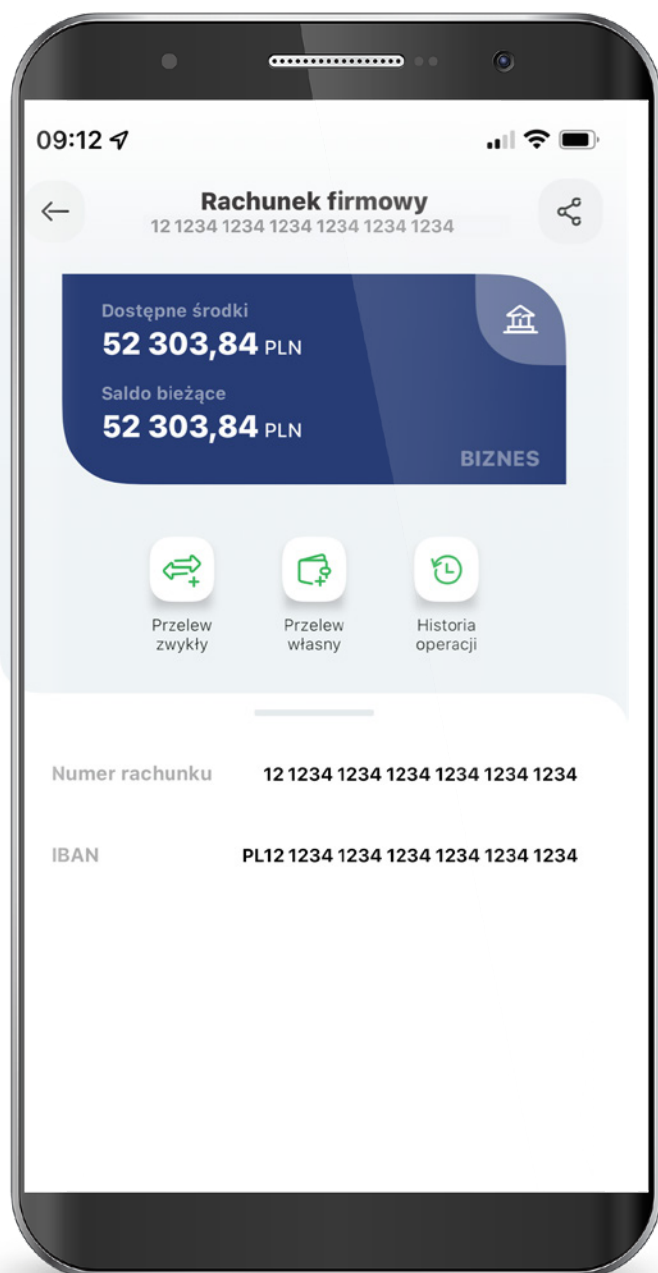 09:12
Rachunek firmowy
12 1234 1234 1234 1234 1234 1234
Dostępne środki
52 303,84 PLN
Saldo bieżące
52 303,84 PLN
BIZNES
Przelew
zwykły
Przelew
własny
Historia
operacji
Numer rachunku 12 1234 1234 1234 1234 1234 1234
IBAN PL12 1234 1234 1234 1234 1234 1234